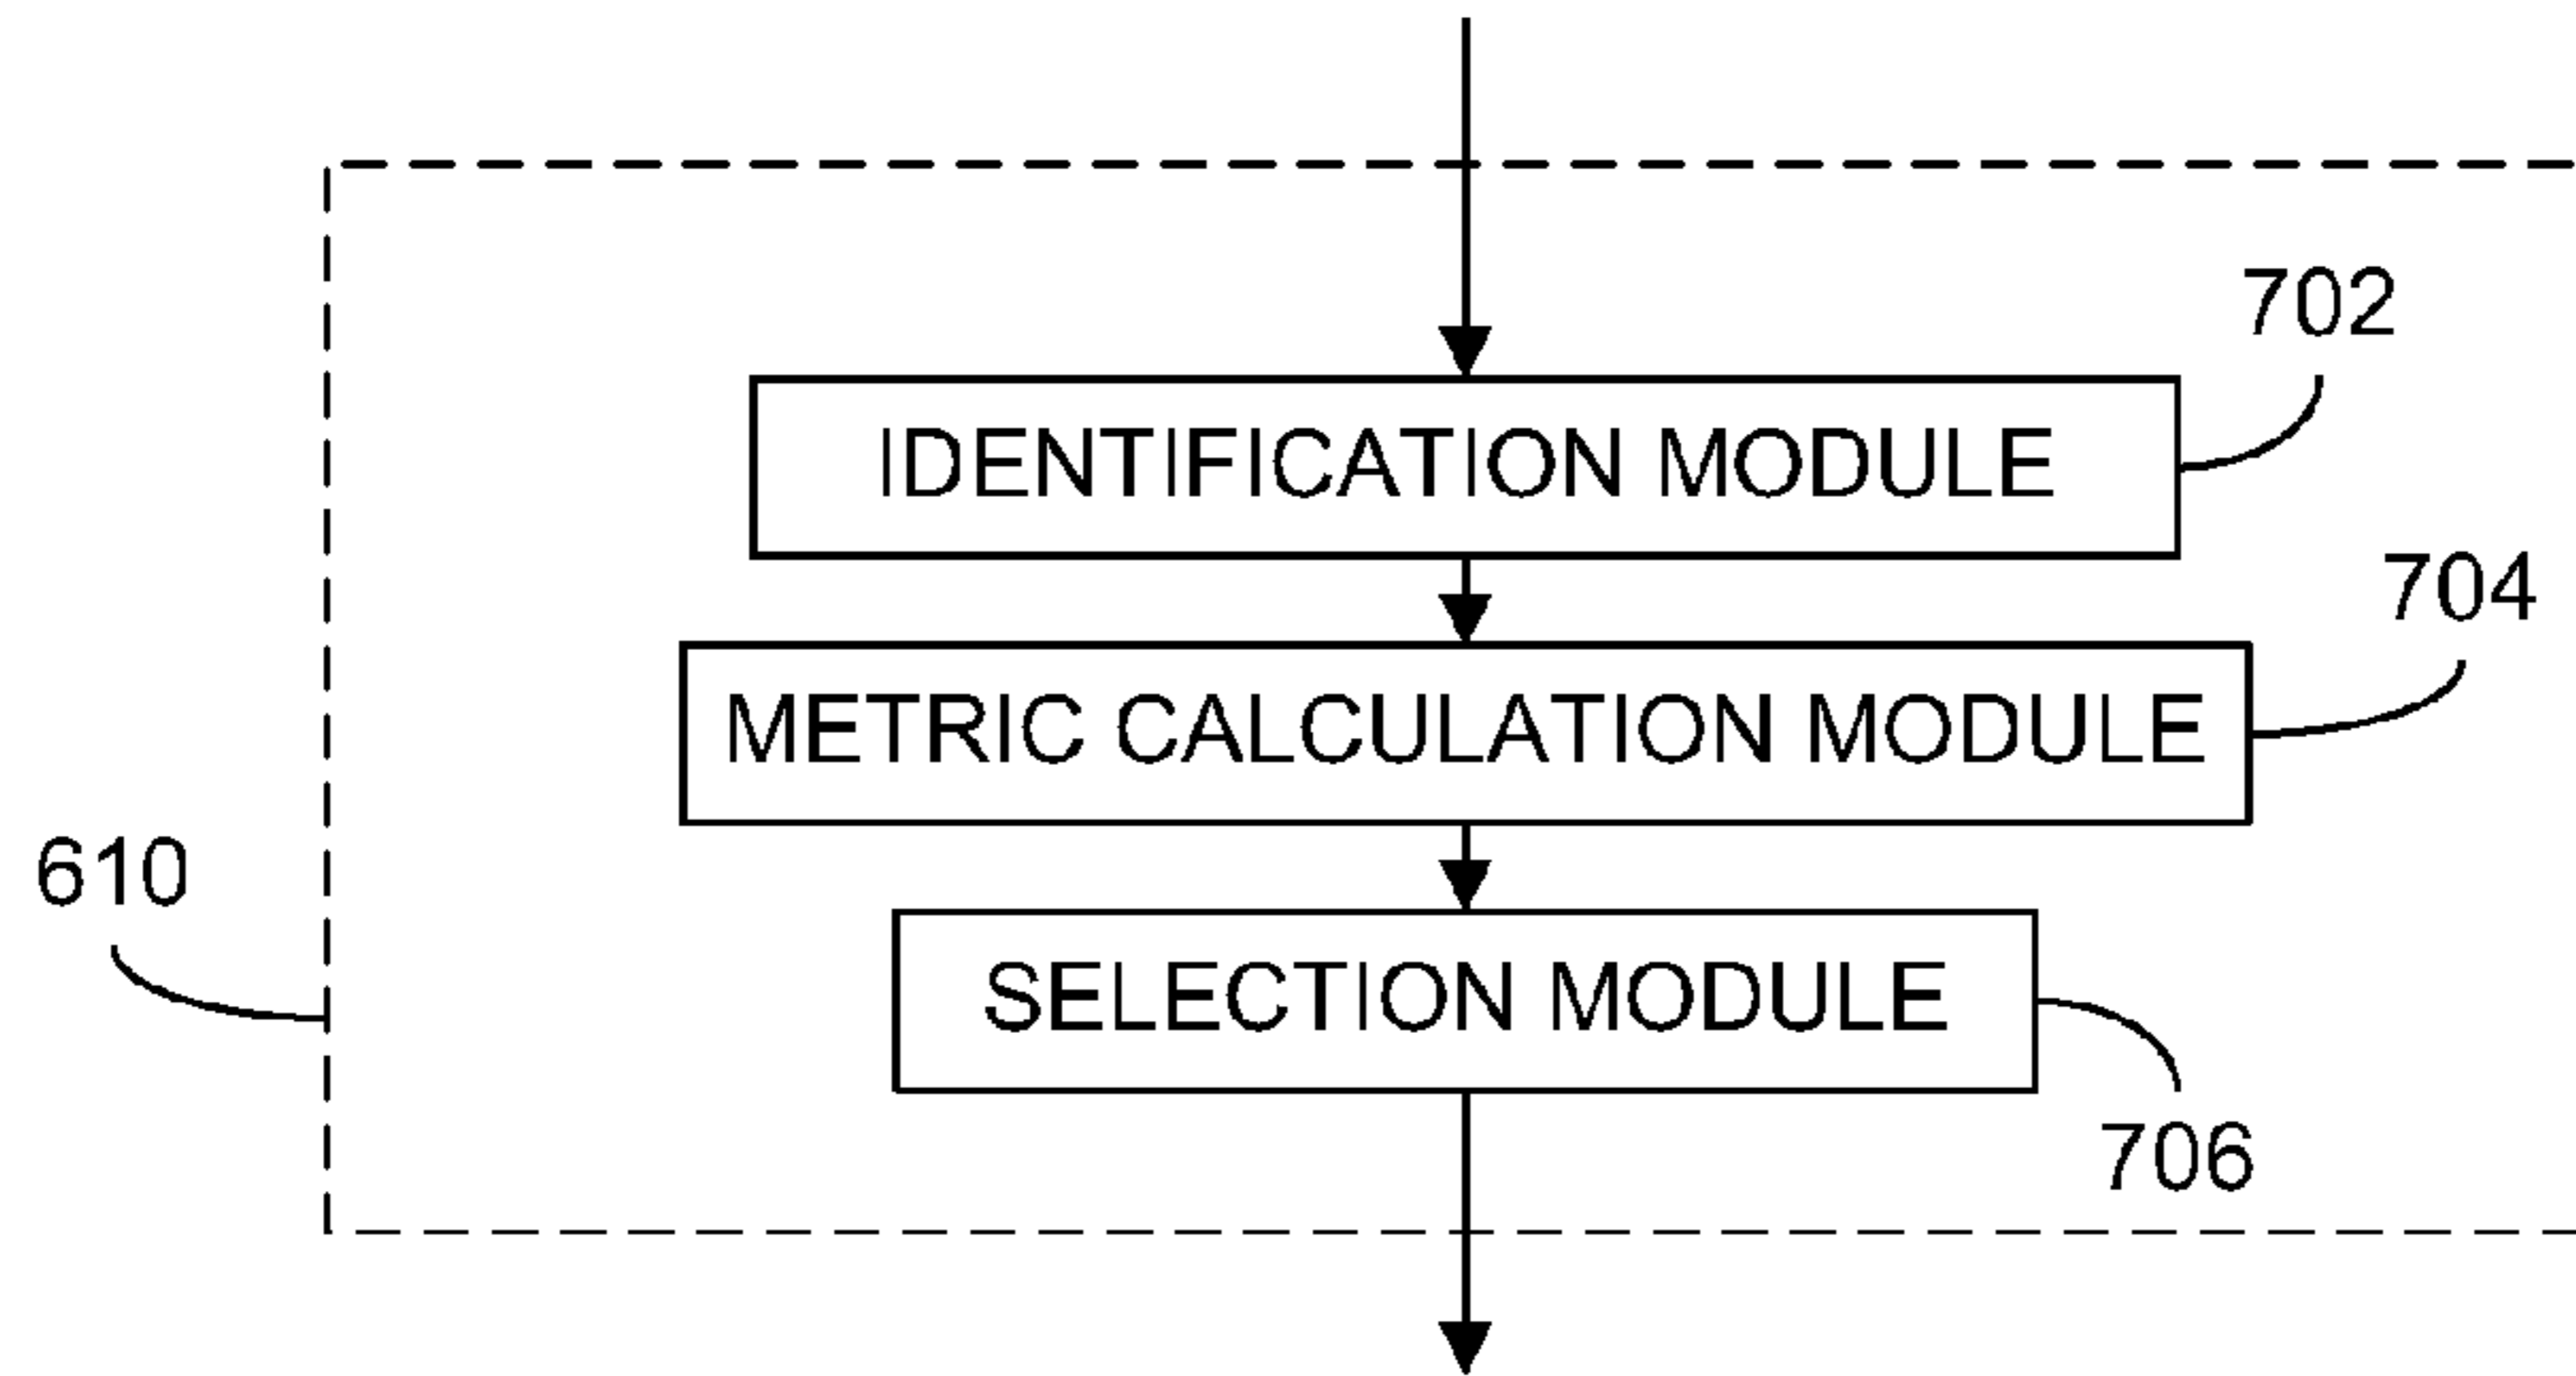 702
IDENTIFICATION MODULE
704
METRIC CALCULATION MODULE
610
SELECTION MODULE
706